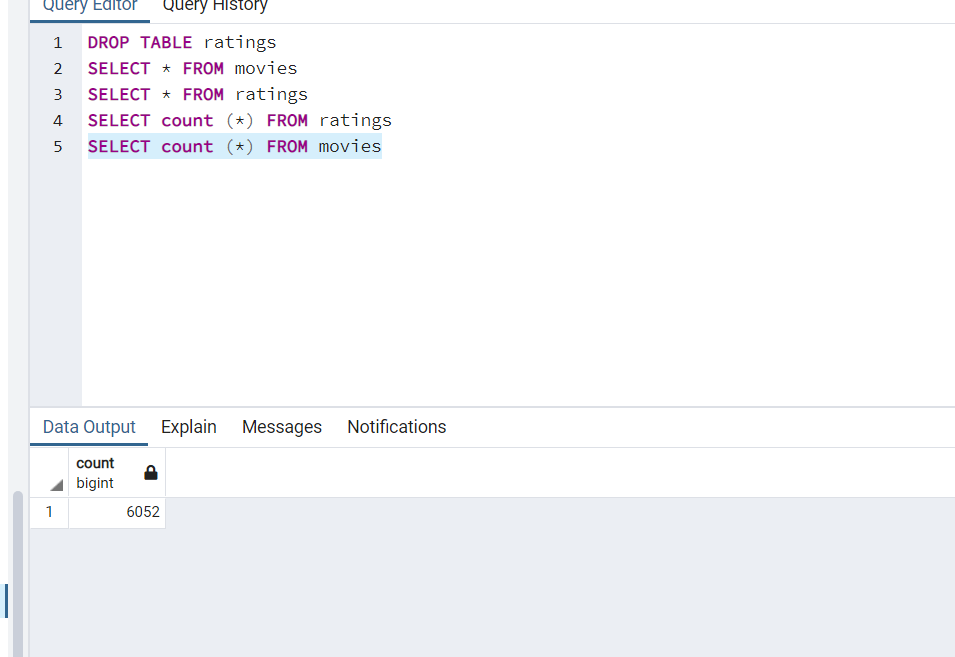 Query Editor Query History
1 DROP TABLE ratings
2 SELECT * FROM movies
3 SELECT * FROM ratings
4 SELECT count (*) FROM ratings
5 SELECT count (*) FROM movies
Data Output Explain Messages Notifications
count
bigint
1 6052